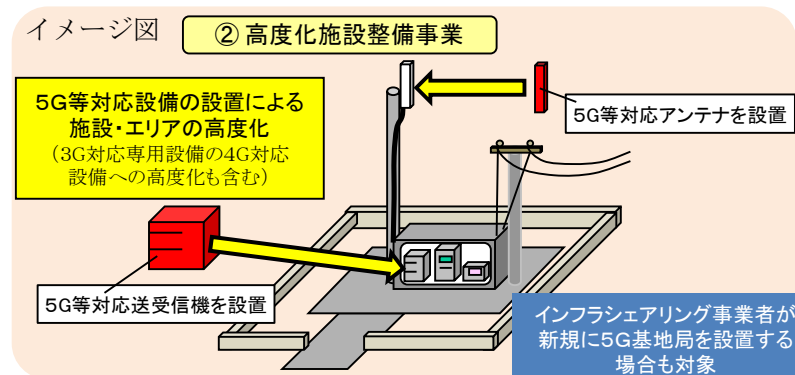 イメージ図
② 高度化施設整備事業
5G等対応設備の設置による
施設・エリアの高度化
(3G対応専用設備の4G対応
設備への高度化も含む)
5G等対応アンテナを設置
5G等対応送受信機を設置
インフラシェアリング事業者が
新規に5G基地局を設置する
場合も対象